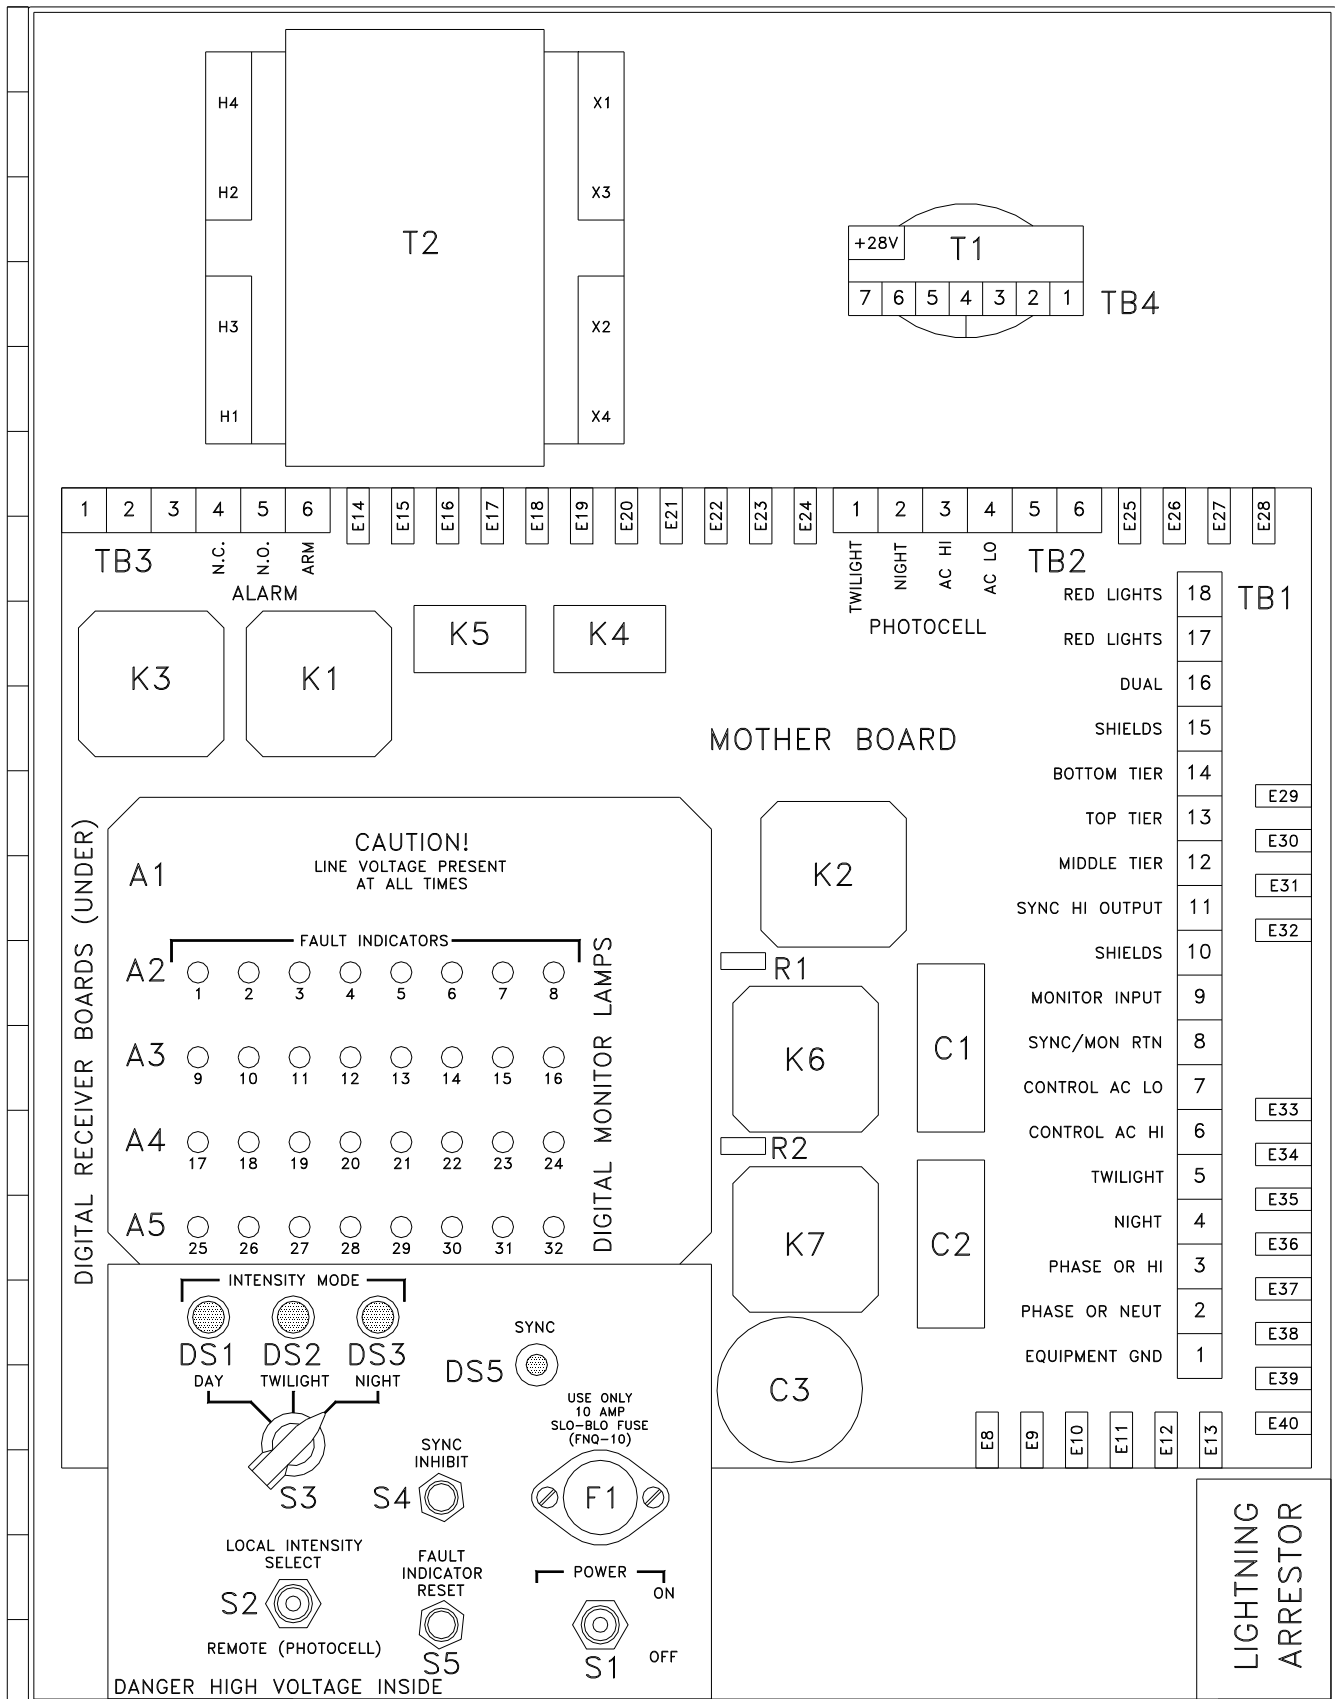 H4
H2
H3
H1
T2
X1
X3
X2
X4
+28V
T1
7 6 5 4 3 2 1
TB4
1 2 3 4 5 6
E14 E15 E16 E17 E18 E19 E20 E21 E22 E23 E24
1 2 3 4 5 6
E25 E26 E27 E28
TB3
N.C.
N.O.
ARM
ALARM
TWILIGHT
NIGHT
AC HI
AC LO
TB2
PHOTOCELL
K3
K1
K5
K4
MOTHER BOARD
TB1
RED LIGHTS 18
RED LIGHTS 17
DUAL 16
SHIELDS 15
BOTTOM TIER 14
TOP TIER 13
MIDDLE TIER 12
SYNC HI OUTPUT 11
SHIELDS 10
MONITOR INPUT 9
SYNC/MON RTN 8
CONTROL AC LO 7
CONTROL AC HI 6
TWILIGHT 5
NIGHT 4
PHASE OR HI 3
PHASE OR NEUT 2
EQUIPMENT GND 1
E29
E30
E31
E32
E33
E34
E35
E36
E37
E38
E39
E40
E8 E9 E10 E11 E12 E13
DIGITAL RECEIVER BOARDS (UNDER)
CAUTION!
LINE VOLTAGE PRESENT
AT ALL TIMES
A1
FAULT INDICATORS
A2
1 2 3 4 5 6 7 8
A3
9 10 11 12 13 14 15 16
A4
17 18 19 20 21 22 23 24
A5
25 26 27 28 29 30 31 32
DIGITAL MONITOR LAMPS
K2
R1
K6
C1
R2
K7
C2
C3
INTENSITY MODE
DS1 DS2 DS3
DAY TWILIGHT NIGHT
S3
SYNC
DS5
USE ONLY
10 AMP
SLO-BLO FUSE
(FNQ-10)
F1
SYNC
INHIBIT
S4
LOCAL INTENSITY
SELECT
S2
REMOTE (PHOTOCELL)
FAULT
INDICATOR
RESET
S5
POWER
ON
OFF
S1
DANGER HIGH VOLTAGE INSIDE
LIGHTNING
ARRESTOR